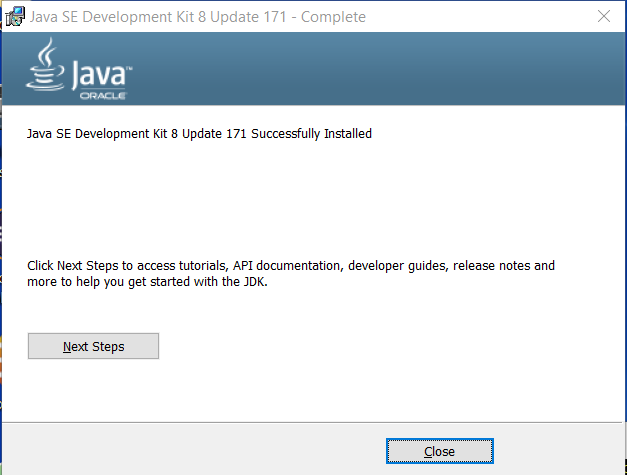 Java SE Development Kit 8 Update 171 - Complete
Java™
ORACLE
Java SE Development Kit 8 Update 171 Successfully Installed
Click Next Steps to access tutorials, API documentation, developer guides, release notes and
more to help you get started with the JDK.
Next Steps
Close